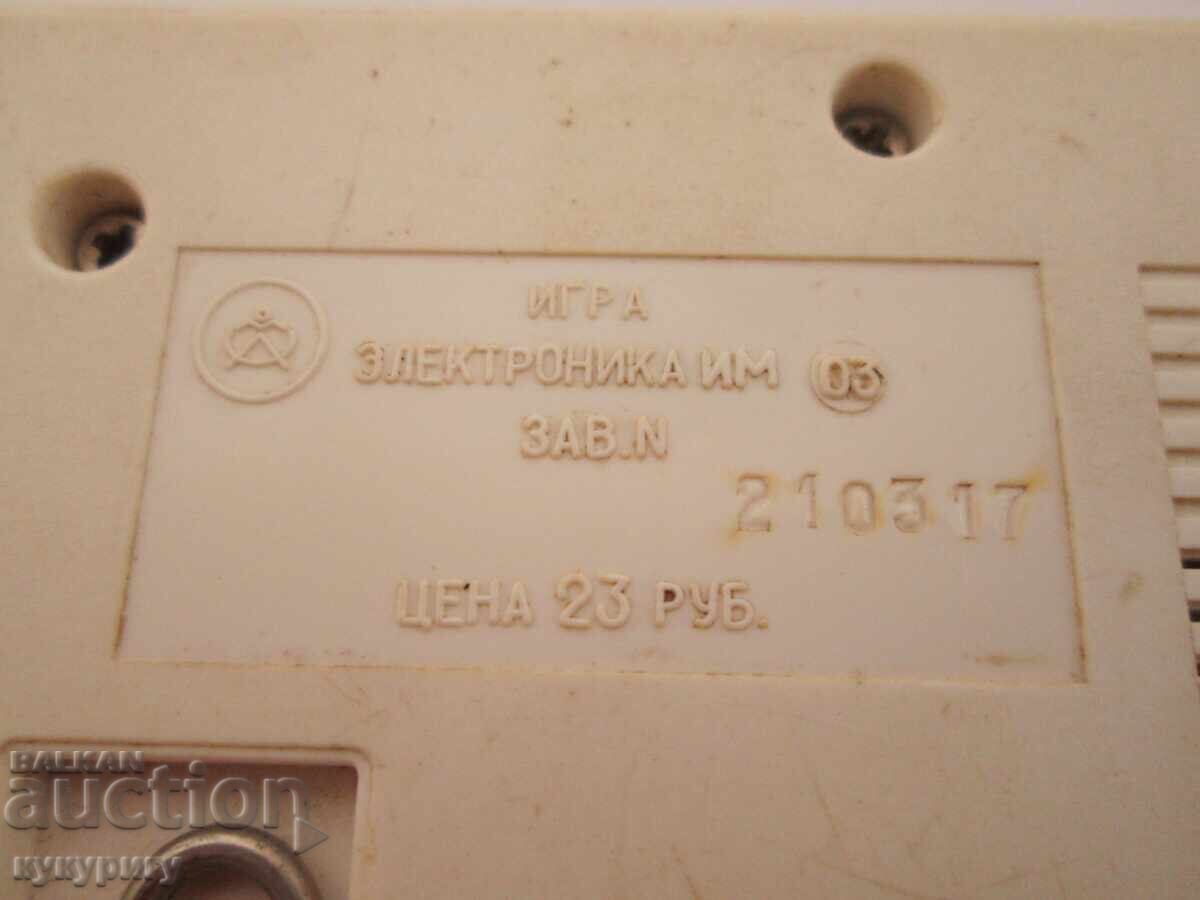 ИГРА
ЭЛЕКТРОНИКА ИМ 03
ЗАВ.N
210317
ЦЕНА 23 РУБ.
BALKAN
auction
кукуригу